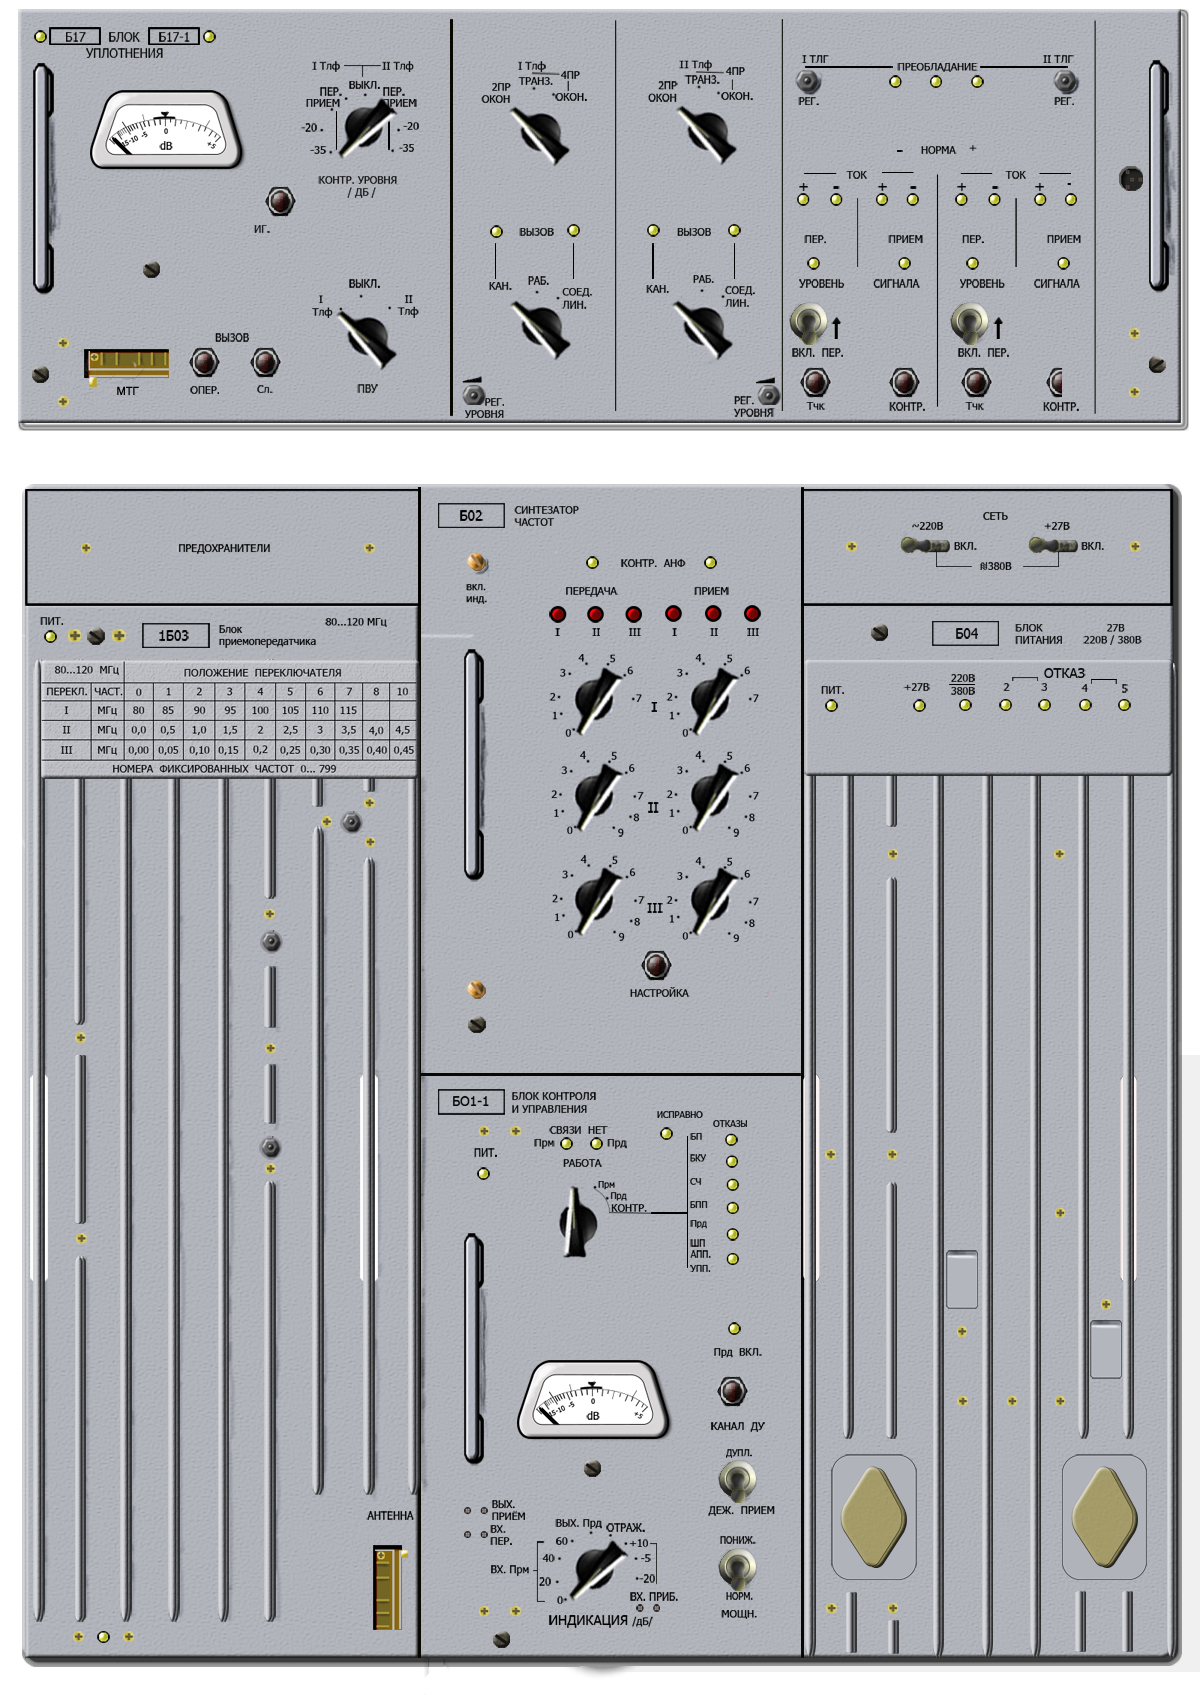 Б17 БЛОК Б17-1
УПЛОТНЕНИЯ
15-10 -5 0 +5
dB
I Тлф II Тлф
ВЫКЛ.
ПЕР. ПЕР.
ПРИЕМ ПРИЕМ
-20 -20
-35 -35
КОНТР. УРОВНЯ
/ ДБ /
ИГ.
ВЫКЛ.
I II
Тлф Тлф
ПВУ
МТГ
ВЫЗОВ
ОПЕР. Сл.
I Тлф
ТРАНЗ. 4ПР
2ПР
ОКОН ОКОН.
ВЫЗОВ
КАН. РАБ. СОЕД.
ЛИН.
РЕГ.
УРОВНЯ
II Тлф
ТРАНЗ. 4ПР
2ПР
ОКОН ОКОН.
ВЫЗОВ
КАН. РАБ. СОЕД.
ЛИН.
РЕГ.
УРОВНЯ
I ТЛГ ПРЕОБЛАДАНИЕ II ТЛГ
РЕГ. РЕГ.
- НОРМА +
ТОК ТОК
+ - + - + - + -
ПЕР. ПРИЕМ ПЕР. ПРИЕМ
УРОВЕНЬ СИГНАЛА УРОВЕНЬ СИГНАЛА
ВКЛ. ПЕР. ВКЛ. ПЕР.
Тчк КОНТР. Тчк КОНТР.
ПРЕДОХРАНИТЕЛИ
ПИТ.
1Б03
Блок
приемопередатчика
80...120 МГц
80...120 МГц ПОЛОЖЕНИЕ ПЕРЕКЛЮЧАТЕЛЯ
ПЕРЕКЛ. ЧАСТ. 0 1 2 3 4 5 6 7 8 10
I МГц 80 85 90 95 100 105 110 115
II МГц 0,0 0,5 1,0 1,5 2 2,5 3 3,5 4,0 4,5
III МГц 0,00 0,05 0,10 0,15 0,2 0,25 0,30 0,35 0,40 0,45
НОМЕРА ФИКСИРОВАННЫХ ЧАСТОТ 0... 799
АНТЕННА
Б02 СИНТЕЗАТОР
ЧАСТОТ
ВКЛ.
ИНД.
КОНТР. АНФ
ПЕРЕДАЧА ПРИЕМ
I II III I II III
0 1 2 3 4 5 6 7 I 0 1 2 3 4 5 6 7
0 1 2 3 4 5 6 7 8 9 II 0 1 2 3 4 5 6 7 8 9
0 1 2 3 4 5 6 7 8 9 III 0 1 2 3 4 5 6 7 8 9
НАСТРОЙКА
БО1-1 БЛОК КОНТРОЛЯ
И УПРАВЛЕНИЯ
ПИТ.
СВЯЗИ НЕТ
Прм Прд
РАБОТА
Прм
Прд
КОНТР.
ИСПРАВНО
ОТКАЗЫ
БП
БКУ
СЧ
БПП
Прд
ШП
АПП.
УПП.
Прд ВКЛ.
15-10 -5 0 +5
dB
КАНАЛ ДУ
ДУПЛ.
ДЕЖ. ПРИЕМ
ВЫХ.
ПРИЁМ
ВХ.
ПЕР.
ВЫХ. Прд ОТРАЖ.
60 +10
40 -5
ВХ. Прм
20 -20
0
ВХ. ПРИБ.
ИНДИКАЦИЯ /дБ/
ПОНИЖ.
НОРМ.
МОЩН.
СЕТЬ
~220В +27В
ВКЛ. ВКЛ.
≋380В
Б04 БЛОК
ПИТАНИЯ
27В
220В / 380В
ОТКАЗ
ПИТ. +27В 220В
380В 2 3 4 5